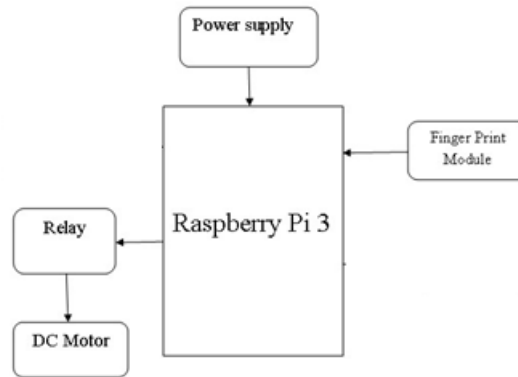 Power supply
Finger Print
Module
Raspberry Pi 3
Relay
DC Motor